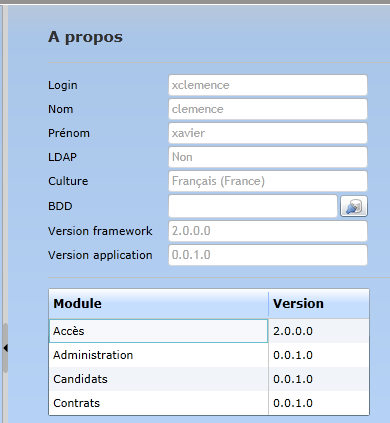 A propos
Login xclemence
Nom clemence
Prénom xavier
LDAP Non
Culture Français (France)
BDD
Version framework 2.0.0.0
Version application 0.0.1.0
Module Version
Accès 2.0.0.0
Administration 0.0.1.0
Candidats 0.0.1.0
Contrats 0.0.1.0